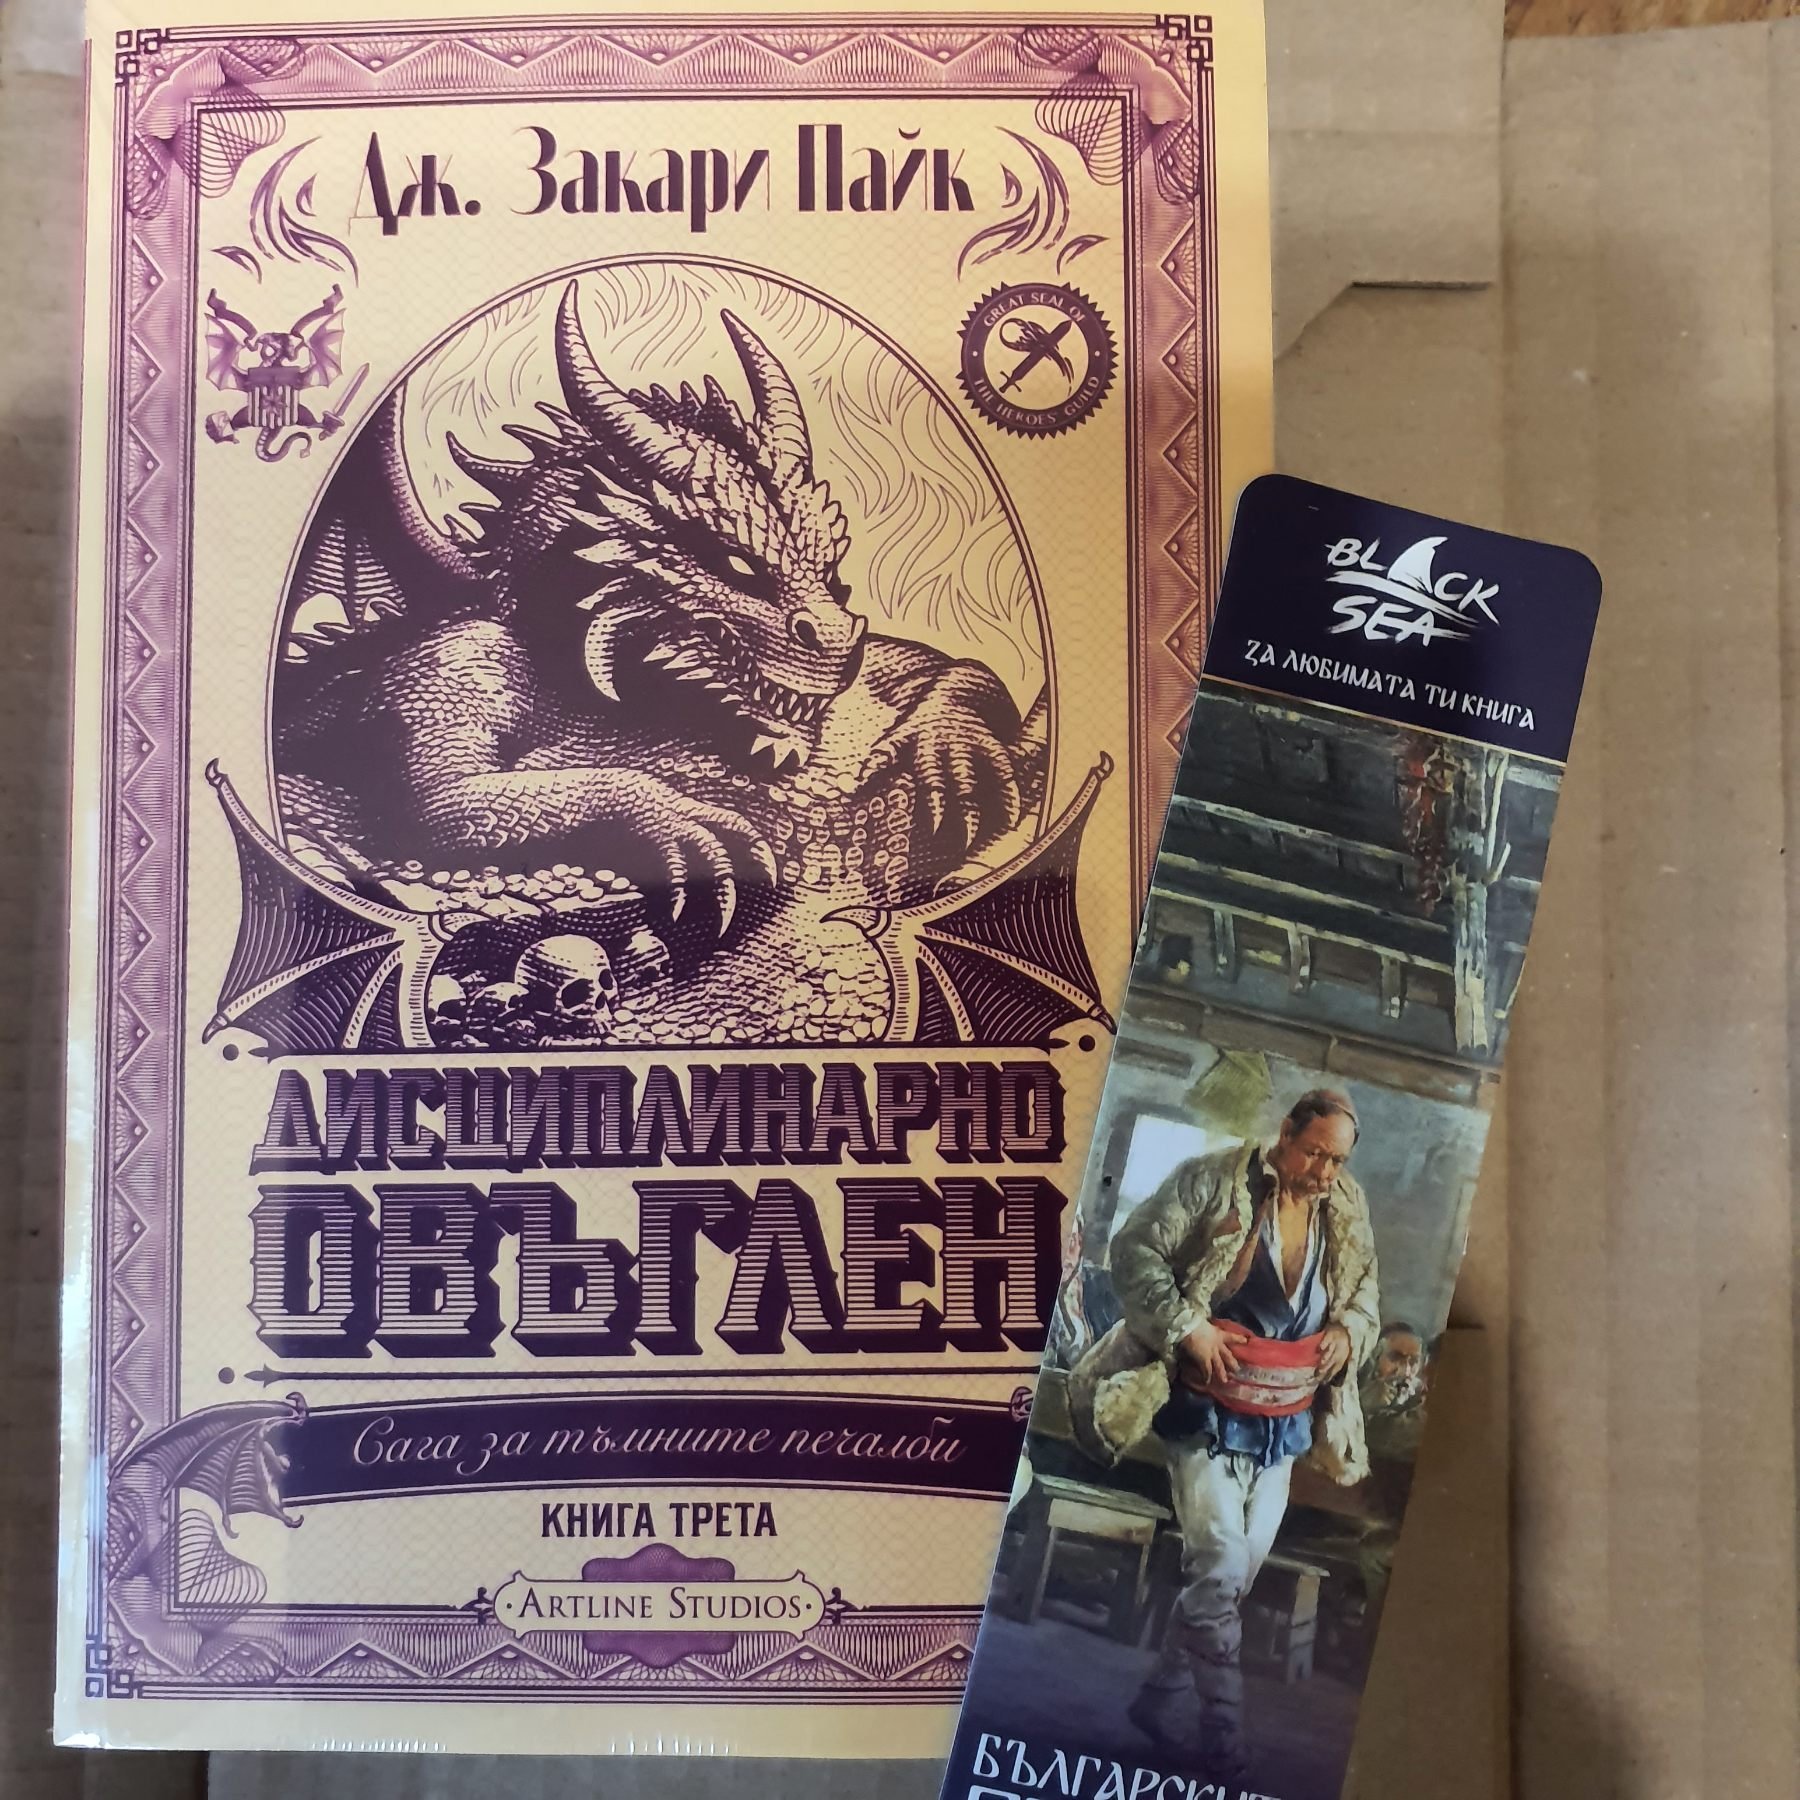 Дж. Закари Пайк
GREAT SEAL OF
THE HEROES' GUILD
ДИСЦИПЛИНАРНО
ОВЪГЛЕН
Сага за тъмните печалби
КНИГА ТРЕТА
ARTLINE STUDIOS
BLACK
SEA
ЗА ЛЮБИМАТА ТИ КНИГА